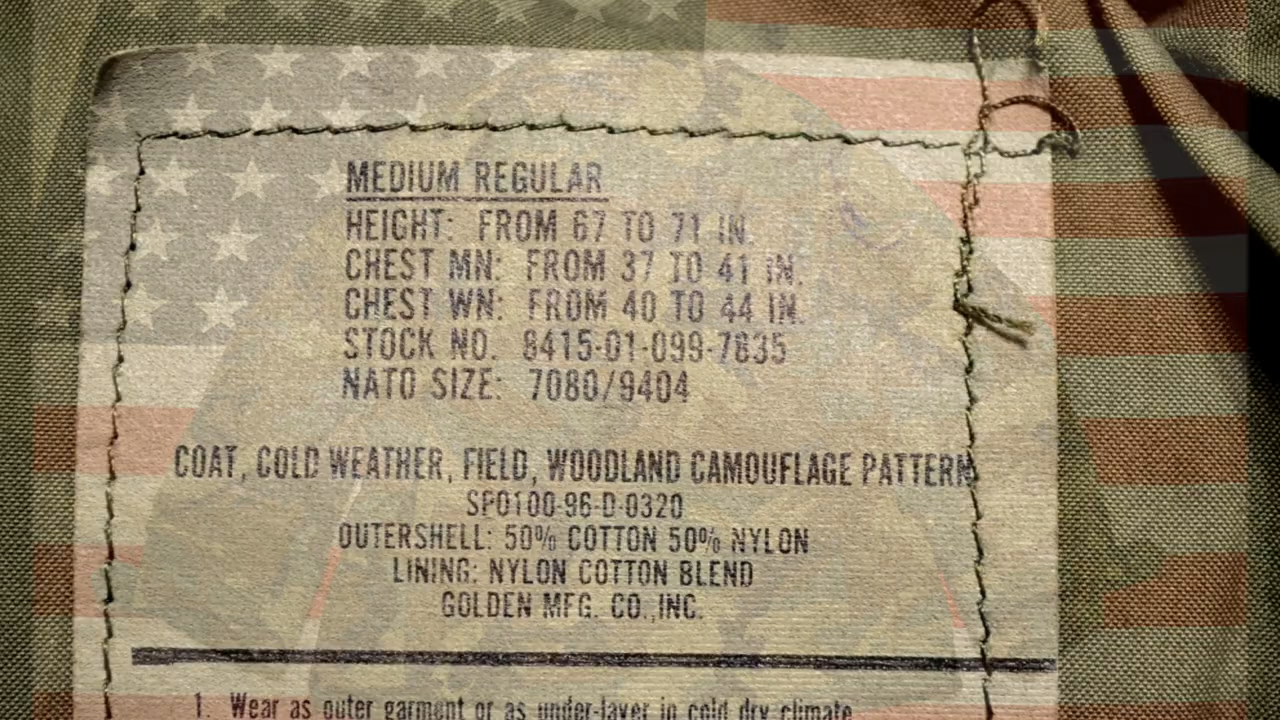 MEDIUM REGULAR
HEIGHT: FROM 67 TO 71 IN.
CHEST MN: FROM 37 TO 41 IN.
CHEST WN: FROM 40 TO 44 IN.
STOCK NO. 8415-01-099-7835
NATO SIZE: 7080/9404
COAT, COLD WEATHER, FIELD, WOODLAND CAMOUFLAGE PATTERN
SPO100-96-D-0320
OUTERSHELL: 50% COTTON 50% NYLON
LINING: NYLON COTTON BLEND
GOLDEN MFG. CO.,INC.
1. Wear as outer garment or as under-layer in cold dry climate